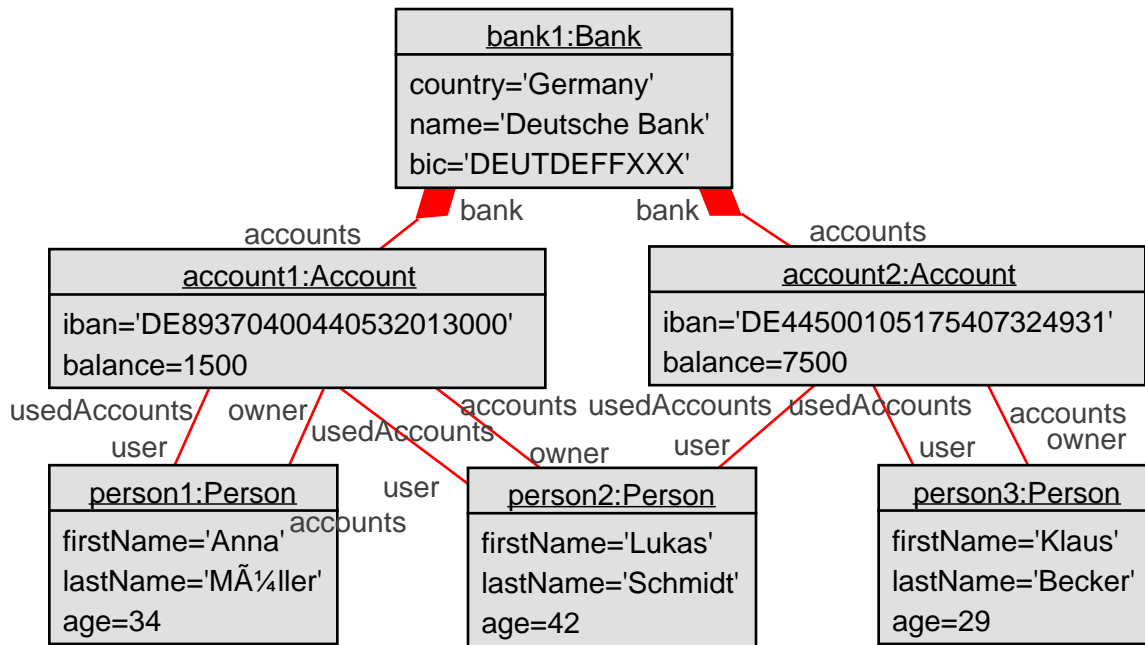 bank1:Bank
country='Germany'
name='Deutsche Bank'
bic='DEUTDEFFXXX'
bank
bank
accounts
accounts
account1:Account
iban='DE89370400440532013000'
balance=1500
account2:Account
iban='DE44500105175407324931'
balance=7500
usedAccounts
owner
usedAccounts
accounts
usedAccounts
usedAccounts
accounts
user
user
accounts
owner
user
user
owner
person1:Person
firstName='Anna'
lastName='MÃ¼ller'
age=34
person2:Person
firstName='Lukas'
lastName='Schmidt'
age=42
person3:Person
firstName='Klaus'
lastName='Becker'
age=29